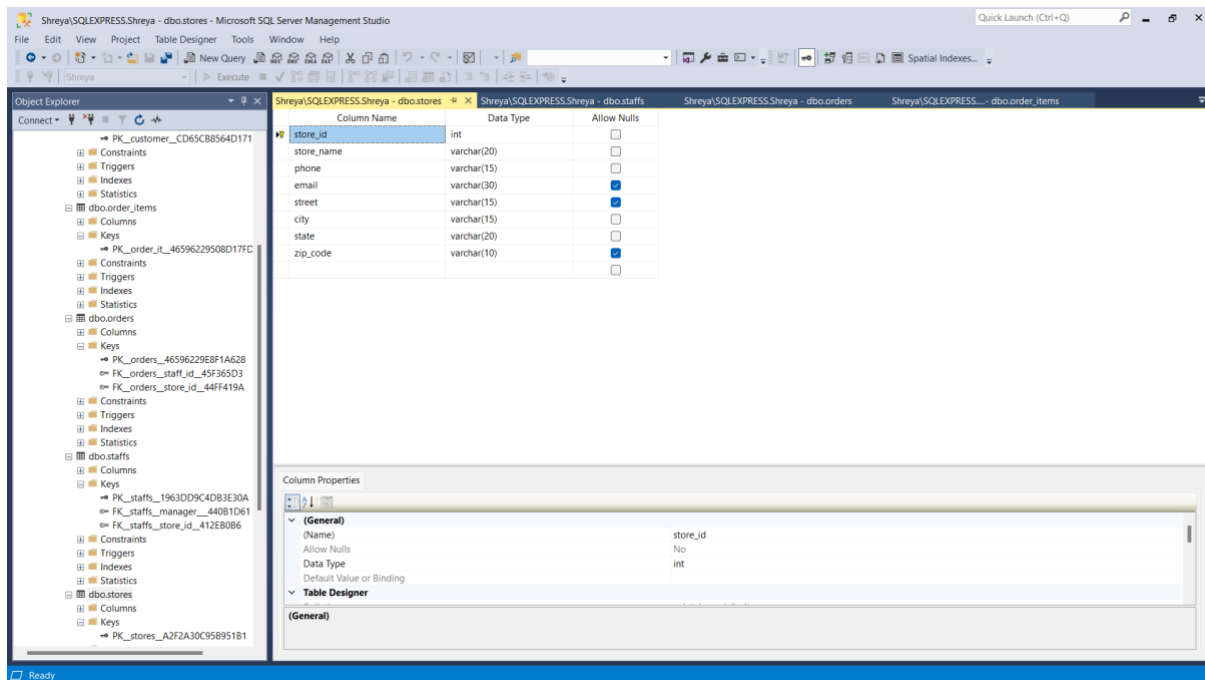 Shreya\SQLEXPRESS.Shreya - dbo.stores - Microsoft SQL Server Management Studio
Quick Launch (Ctrl+Q)
File Edit View Project Table Designer Tools Window Help
New Query Spatial Indexes...
Shreya Execute
Object Explorer
Connect
PK__customer__CD65CB8564D171
Constraints
Triggers
Indexes
Statistics
dbo.order_items
Columns
Keys
PK__order_it__46596229508D17FD
Constraints
Triggers
Indexes
Statistics
dbo.orders
Columns
Keys
PK__orders__46596229E8F1A628
FK__orders__staff_id__45F365D3
FK__orders__store_id__44FF419A
Constraints
Triggers
Indexes
Statistics
dbo.staffs
Columns
Keys
PK__staffs__1963DD9C4DB3E30A
FK__staffs__manager__440B1D61
FK__staffs__store_id__412EB0B6
Constraints
Triggers
Indexes
Statistics
dbo.stores
Columns
Keys
PK__stores__A2F2A30C95B951B1
Shreya\SQLEXPRESS.Shreya - dbo.stores Shreya\SQLEXPRESS.Shreya - dbo.staffs Shreya\SQLEXPRESS.Shreya - dbo.orders Shreya\SQLEXPRESS.... - dbo.order_items
Column Name Data Type Allow Nulls
store_id int
store_name varchar(20)
phone varchar(15)
email varchar(30)
street varchar(15)
city varchar(15)
state varchar(20)
zip_code varchar(10)
Column Properties
(General)
(Name) store_id
Allow Nulls No
Data Type int
Default Value or Binding
Table Designer
(General)
Ready